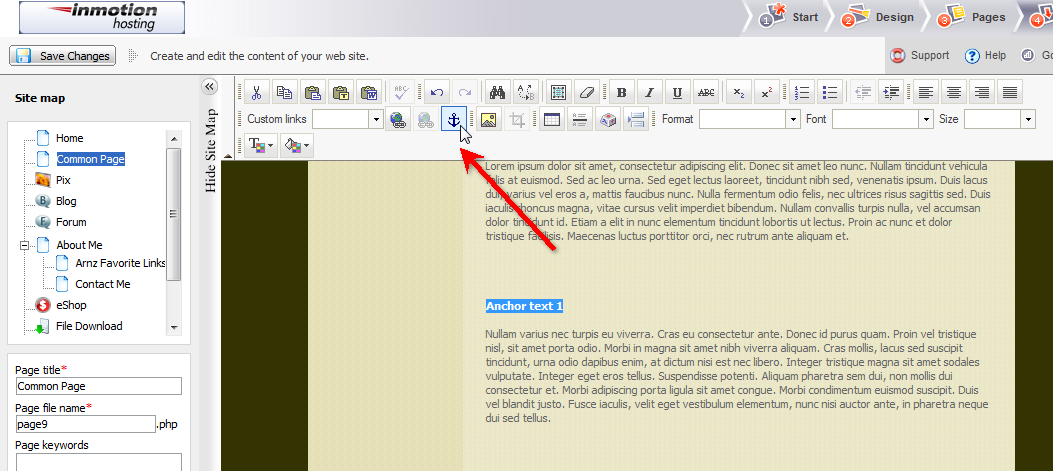 inmotion
hosting
1 Start 2 Design 3 Pages 4
Save Changes
Create and edit the content of your web site.
Support Help Go
Site map
Home
Common Page
Pix
Blog
Forum
About Me
Arnz Favorite Links
Contact Me
eShop
File Download
Page title*
Common Page
Page file name*
page9 .php
Page keywords
Hide Site Map
ABC B I U ABC x2 x2
Custom links Format Font Size
T
Lorem ipsum dolor sit amet, consectetur adipiscing elit. Donec sit amet leo nunc. Nullam tincidunt vehicula
felis at euismod. Sed ac leo urna. Sed eget lectus laoreet, tincidunt nibh sed, venenatis ipsum. Duis lacus
dui, varius vel eros a, mattis faucibus nunc. Nulla fermentum odio felis, nec ultrices risus sagittis sed. Duis
iaculis rhoncus magna, vitae cursus velit imperdiet bibendum. Nullam convallis turpis nulla, vel accumsan
dolor tincidunt id. Etiam a elit in nunc elementum tincidunt lobortis ut lectus. Proin ac nunc et dolor
tristique facilisis. Maecenas luctus porttitor orci, nec rutrum ante aliquam et.
Anchor text 1
Nullam varius nec turpis eu viverra. Cras eu consectetur ante. Donec id purus quam. Proin vel tristique
nisl, sit amet porta odio. Morbi in magna sit amet nibh viverra aliquam. Cras mollis, lacus sed suscipit
tincidunt, urna odio dapibus enim, at dictum nisi est nec libero. Integer tristique magna sit amet sodales
vulputate. Integer eget eros tellus. Suspendisse potenti. Aliquam pharetra sem dui, non mollis dui
consectetur et. Morbi adipiscing porta ligula sit amet congue. Morbi condimentum euismod suscipit. Duis
vel blandit justo. Fusce iaculis, velit eget vestibulum elementum, nunc nisi auctor ante, in pharetra neque
dui sed tellus.